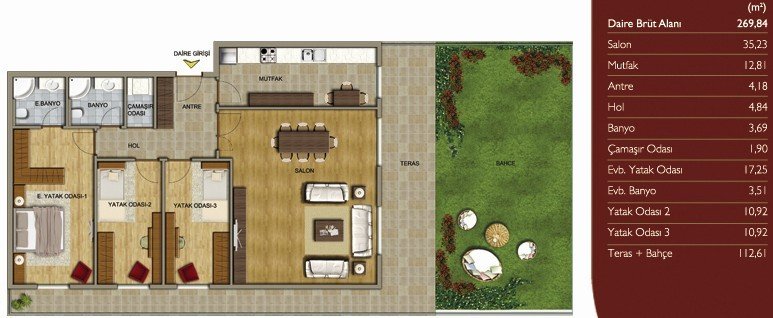 DAİRE GİRİŞİ
MUTFAK
E.BANYO
BANYO
ÇAMAŞIR
ODASI
ANTRE
HOL
SALON
TERAS
BAHÇE
E. YATAK ODASI-1
YATAK ODASI-2
YATAK ODASI-3
(m²)
Daire Brüt Alanı 269,84
Salon 35,23
Mutfak 12,81
Antre 4,18
Hol 4,84
Banyo 3,69
Çamaşır Odası 1,90
Evb. Yatak Odası 17,25
Evb. Banyo 3,51
Yatak Odası 2 10,92
Yatak Odası 3 10,92
Teras + Bahçe 112,61